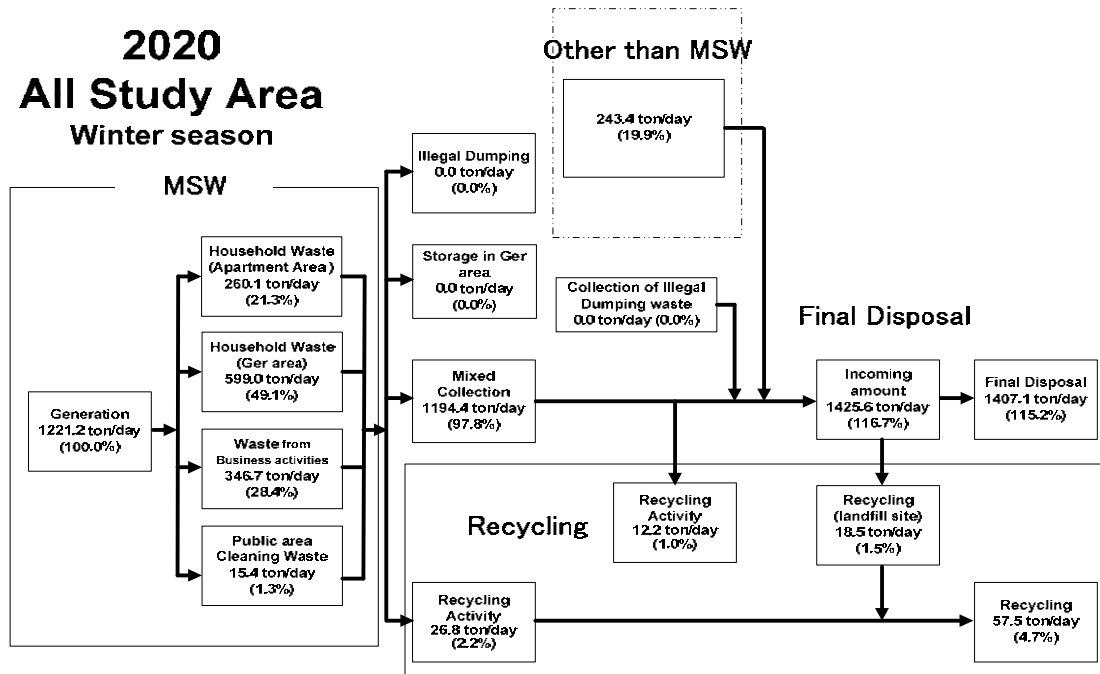 2020
All Study Area
Winter season
MSW
Generation
1221.2 ton/day
(100.0%)
Household Waste
(Apartment Area)
260.1 ton/day
(21.3%)
Household Waste
(Ger area)
599.0 ton/day
(49.1%)
Waste from
Business activities
346.7 ton/day
(28.4%)
Public area
Cleaning Waste
15.4 ton/day
(1.3%)
Illegal Dumping
0.0 ton/day
(0.0%)
Storage in Ger
area
0.0 ton/day
(0.0%)
Mixed
Collection
1194.4 ton/day
(97.8%)
Recycling
Activity
26.8 ton/day
(2.2%)
Other than MSW
243.4 ton/day
(19.9%)
Collection of Illegal
Dumping waste
0.0 ton/day (0.0%)
Final Disposal
Incoming
amount
1425.6 ton/day
(116.7%)
Final Disposal
1407.1 ton/day
(115.2%)
Recycling
Recycling
Activity
12.2 ton/day
(1.0%)
Recycling
(landfill site)
18.5 ton/day
(1.5%)
Recycling
57.5 ton/day
(4.7%)